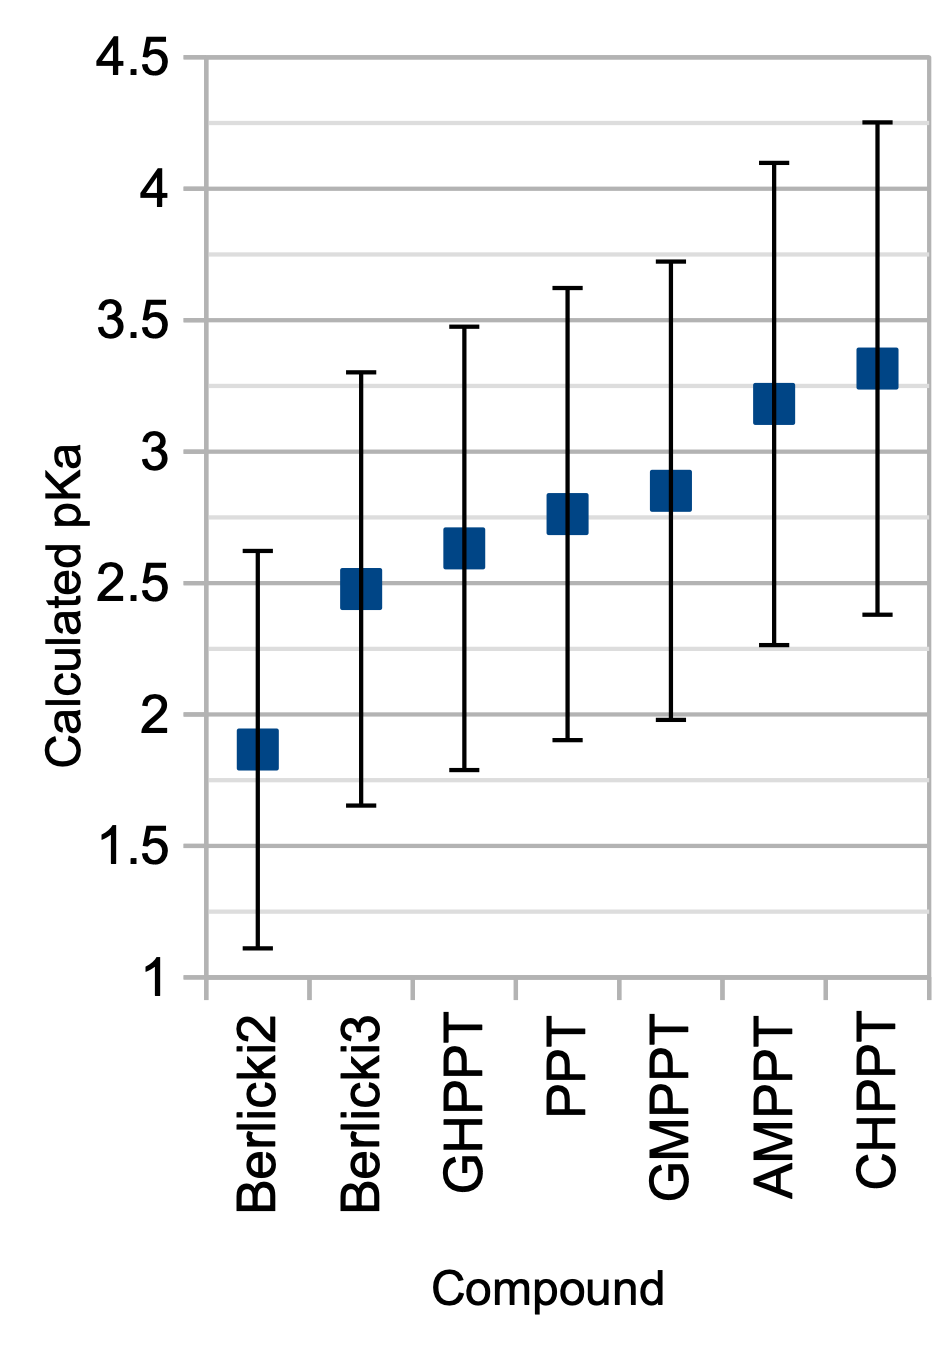 4.5
4
3.5
3
2.5
2
1.5
1
Calculated pKa
Berlicki2
Berlicki3
GHPPT
PPT
GMPPT
AMPPT
CHPPT
Compound